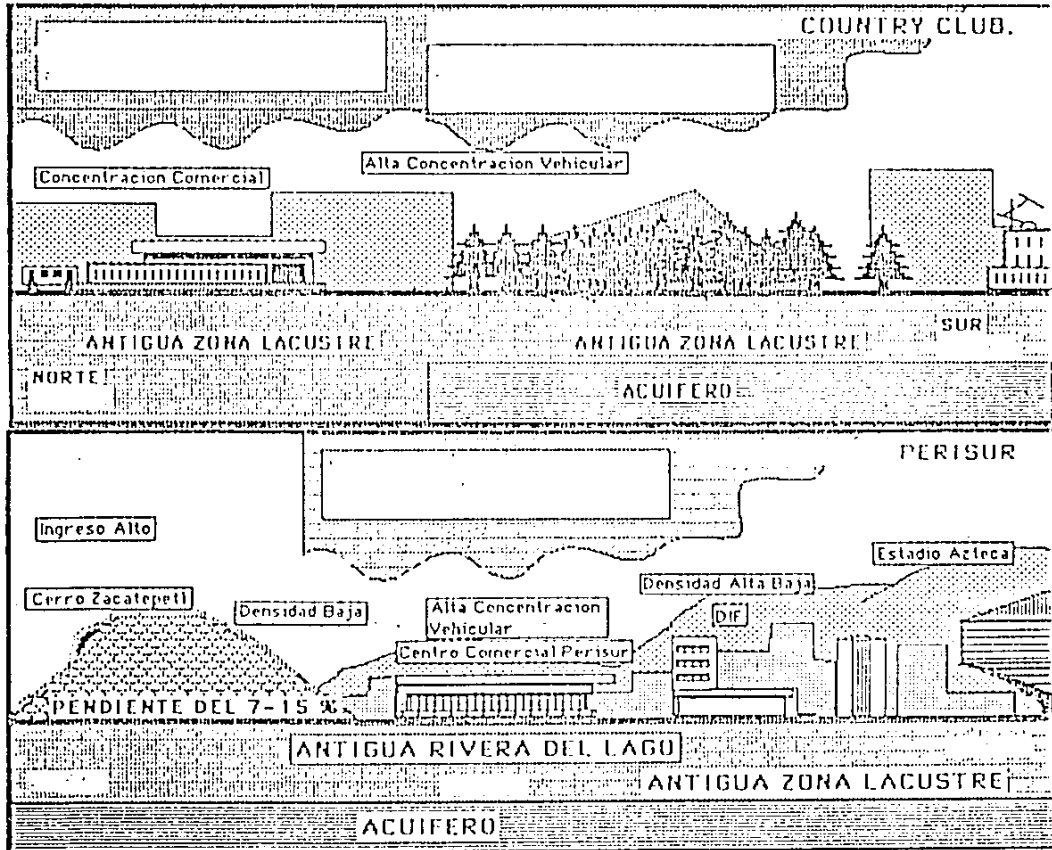 COUNTRY CLUB.
Alta Concentracion Vehicular
Concentracion Comercial
SUR
ANTIGUA ZONA LACUSTRE
ANTIGUA ZONA LACUSTRE
NORTE
ACUIFERO
PERISUR
Ingreso Alto
Estadio Azteca
Densidad Alta Baja
Cerro Zacatepetl
Densidad Baja
Alta Concentracion
Vehicular
DIF
Centro Comercial Perisur
PENDIENTE DEL 7-15 %
ANTIGUA RIVERA DEL LAGO
ANTIGUA ZONA LACUSTRE
ACUIFERO